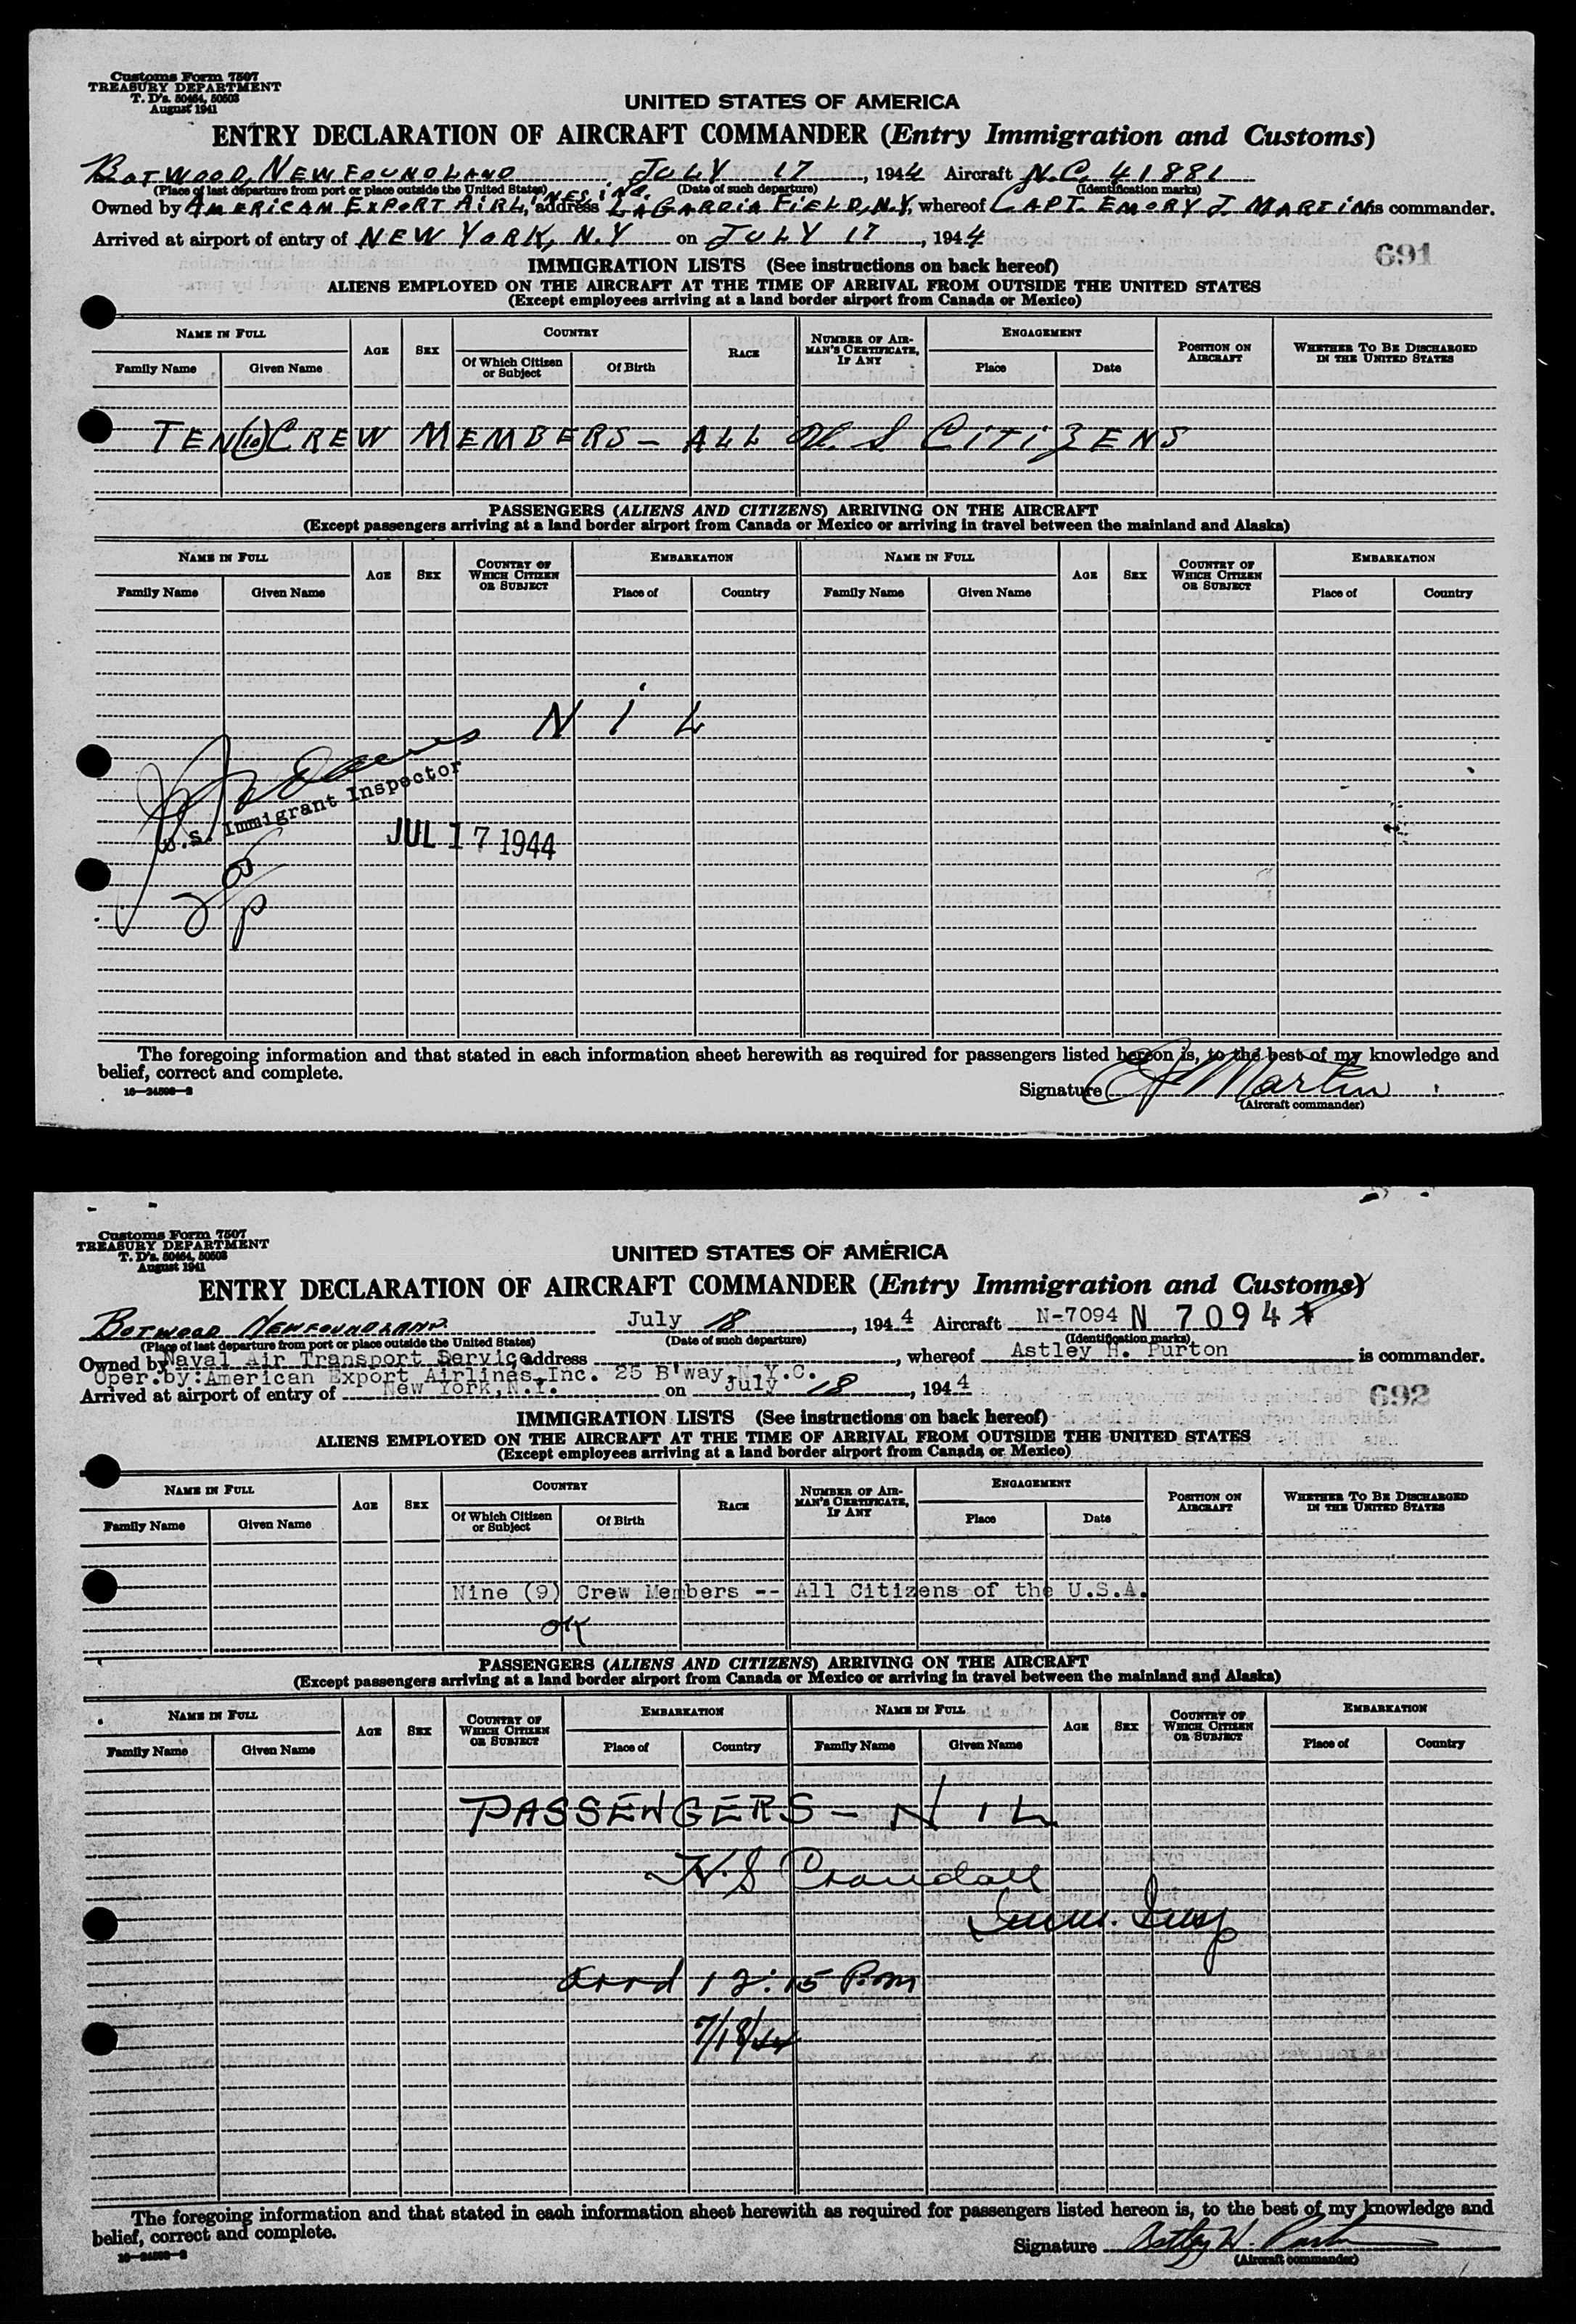 Customs Form 7507
TREASURY DEPARTMENT
T. D's. 50464, 50503
August 1941
UNITED STATES OF AMERICA
ENTRY DECLARATION OF AIRCRAFT COMMANDER (Entry Immigration and Customs)
BOTWOOD, NEWFOUNDLAND JULY 17, 1944 Aircraft N.C. 41881
(Place of last departure from port or place outside the United States) (Date of such departure) (Identification marks)
Owned by AMERICAN EXPORT AIRLINES INC. address LAGARDIA FIELD, N.Y, whereof CAPT. EMORY J. MARTIN is commander.
Arrived at airport of entry of NEW YORK, N.Y on JULY 17, 1944
691
IMMIGRATION LISTS (See instructions on back hereof)
ALIENS EMPLOYED ON THE AIRCRAFT AT THE TIME OF ARRIVAL FROM OUTSIDE THE UNITED STATES
(Except employees arriving at a land border airport from Canada or Mexico)
NAME IN FULL AGE SEX COUNTRY RACE NUMBER OF AIRMAN'S CERTIFICATE, IF ANY ENGAGEMENT POSITION ON AIRCRAFT WHETHER TO BE DISCHARGED IN THE UNITED STATES
Family Name Given Name Of Which Citizen or Subject Of Birth Place Date
TEN (10) CREW MEMBERS - ALL U. S CITIZENS
PASSENGERS (ALIENS AND CITIZENS) ARRIVING ON THE AIRCRAFT
(Except passengers arriving at a land border airport from Canada or Mexico or arriving in travel between the mainland and Alaska)
NAME IN FULL AGE SEX COUNTRY OF WHICH CITIZEN OR SUBJECT EMBARKATION NAME IN FULL AGE SEX COUNTRY OF WHICH CITIZEN OR SUBJECT EMBARKATION
Family Name Given Name Place of Country Family Name Given Name Place of Country
NIL
U.S. Immigrant Inspector
JUL 17 1944
The foregoing information and that stated in each information sheet herewith as required for passengers listed hereon is, to the best of my knowledge and
belief, correct and complete.
16-24598-2
Signature E J Martin
(Aircraft commander)
Customs Form 7507
TREASURY DEPARTMENT
T. D's. 50464, 50503
August 1941
UNITED STATES OF AMERICA
ENTRY DECLARATION OF AIRCRAFT COMMANDER (Entry Immigration and Customs)
BOTWOOD NEWFOUNDLAND July 18, 1944 Aircraft N-7094 N 7094
(Place of last departure from port or place outside the United States) (Date of such departure) (Identification marks)
Owned by Naval Air Transport Service address , whereof Astley H. Purton is commander.
Oper.by:American Export Airlines,Inc. 25 B'way,N.Y.C.
Arrived at airport of entry of New York,N.Y. on July 18, 1944
692
IMMIGRATION LISTS (See instructions on back hereof)
ALIENS EMPLOYED ON THE AIRCRAFT AT THE TIME OF ARRIVAL FROM OUTSIDE THE UNITED STATES
(Except employees arriving at a land border airport from Canada or Mexico)
NAME IN FULL AGE SEX COUNTRY RACE NUMBER OF AIRMAN'S CERTIFICATE, IF ANY ENGAGEMENT POSITION ON AIRCRAFT WHETHER TO BE DISCHARGED IN THE UNITED STATES
Family Name Given Name Of Which Citizen or Subject Of Birth Place Date
Nine (9) Crew Members -- All Citizens of the U.S.A.
OK
PASSENGERS (ALIENS AND CITIZENS) ARRIVING ON THE AIRCRAFT
(Except passengers arriving at a land border airport from Canada or Mexico or arriving in travel between the mainland and Alaska)
NAME IN FULL AGE SEX COUNTRY OF WHICH CITIZEN OR SUBJECT EMBARKATION NAME IN FULL AGE SEX COUNTRY OF WHICH CITIZEN OR SUBJECT EMBARKATION
Family Name Given Name Place of Country Family Name Given Name Place of Country
PASSENGERS - NIL
H.S Crandall
Imm. Insp
arrd 12:15 P.m
7/18/44
The foregoing information and that stated in each information sheet herewith as required for passengers listed hereon is, to the best of my knowledge and
belief, correct and complete.
16-24598-2
Signature Astley H. Purton
(Aircraft commander)